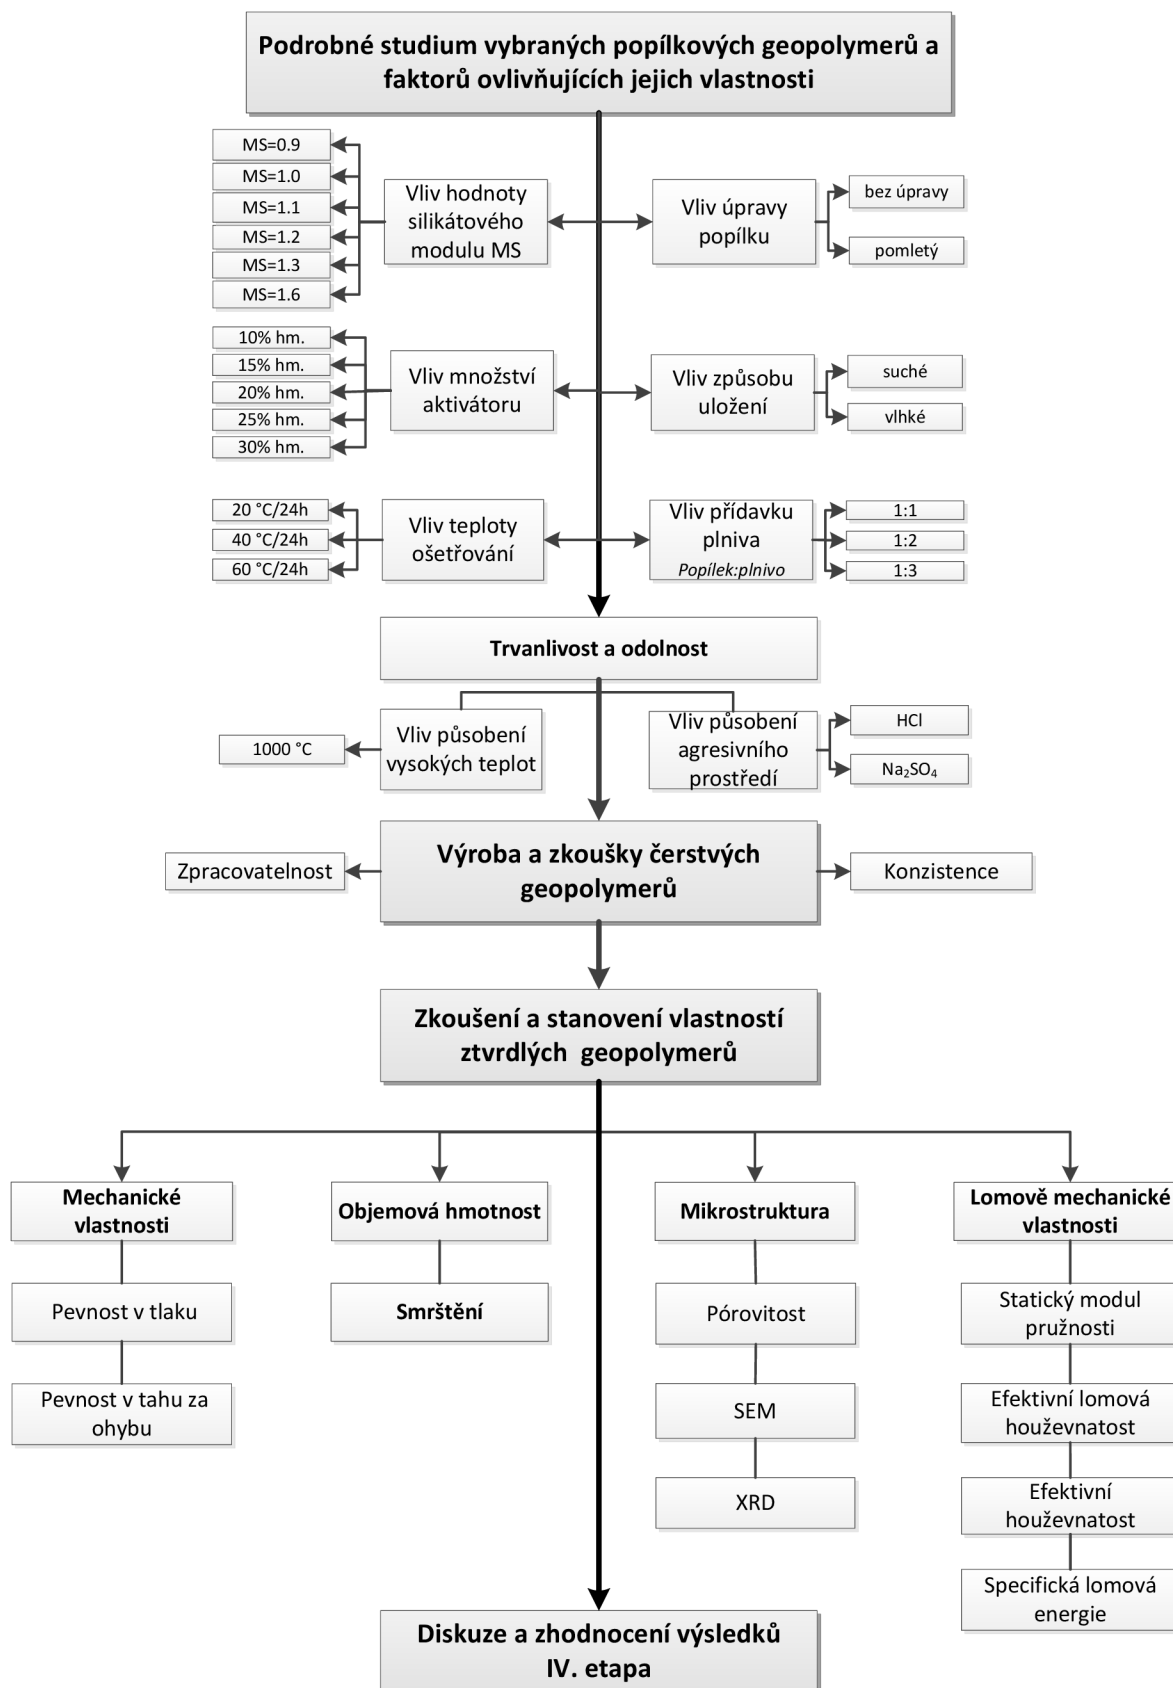 Podrobné studium vybraných popílkových geopolymerů a
faktorů ovlivňujících jejich vlastnosti
MS=0.9
MS=1.0
MS=1.1
MS=1.2
MS=1.3
MS=1.6
Vliv hodnoty
silikátového
modulu MS
Vliv úpravy
popílku
bez úpravy
pomletý
10% hm.
15% hm.
20% hm.
25% hm.
30% hm.
Vliv množství
aktivátoru
Vliv způsobu
uložení
suché
vlhké
20 °C/24h
40 °C/24h
60 °C/24h
Vliv teploty
ošetřování
Vliv přídavku
plniva
Popílek:plnivo
1:1
1:2
1:3
Trvanlivost a odolnost
1000 °C
Vliv působení
vysokých teplot
Vliv působení
agresivního
prostředí
HCl
Na₂SO₄
Zpracovatelnost
Výroba a zkoušky čerstvých
geopolymerů
Konzistence
Zkoušení a stanovení vlastností
ztvrdlých geopolymerů
Mechanické
vlastnosti
Pevnost v tlaku
Pevnost v tahu za
ohybu
Objemová hmotnost
Smrštění
Mikrostruktura
Pórovitost
SEM
XRD
Lomově mechanické
vlastnosti
Statický modul
pružnosti
Efektivní lomová
houževnatost
Efektivní
houževnatost
Specifická lomová
energie
Diskuze a zhodnocení výsledků
IV. etapa